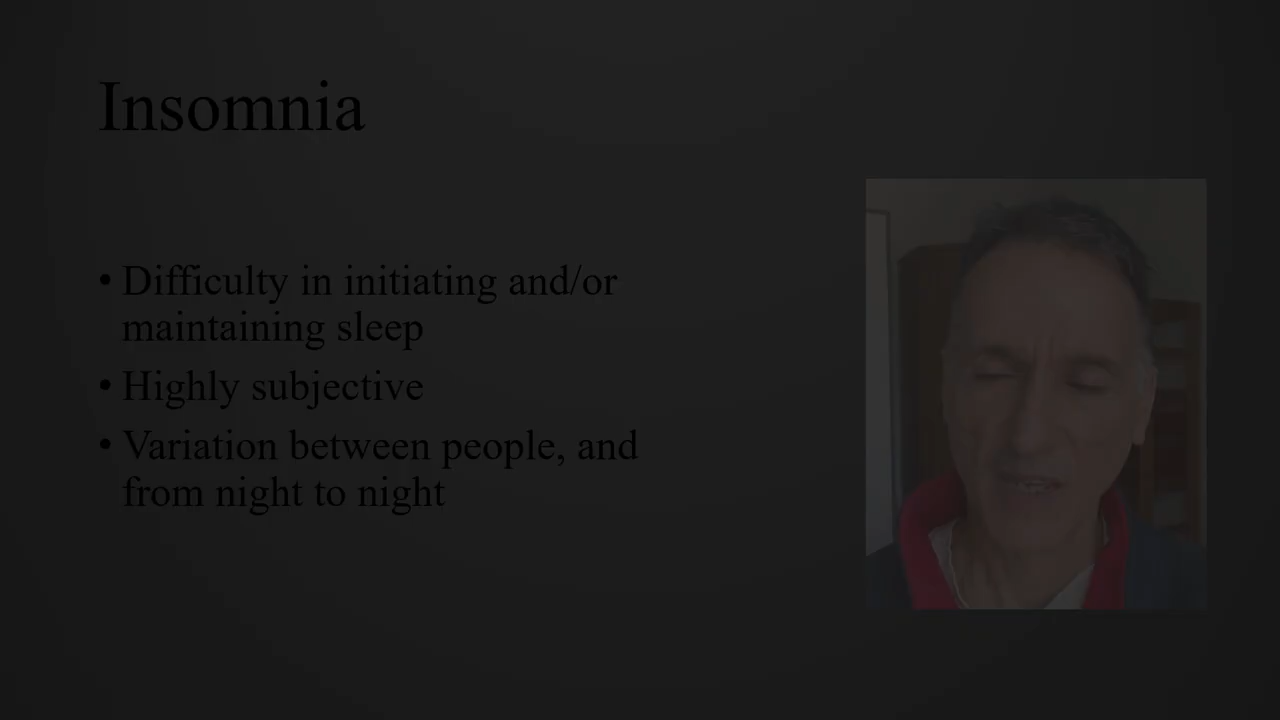 Insomnia
• Difficulty in initiating and/or
maintaining sleep
• Highly subjective
• Variation between people, and
from night to night